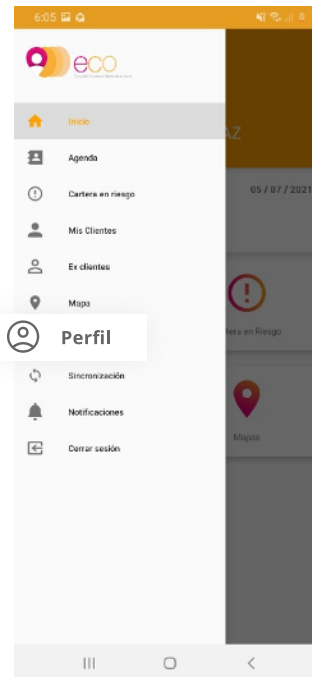 6:05
eco
AZ
Inicio
Agenda
Cartera en riesgo
05 / 07 / 2021
Mis Clientes
Ex clientes
Mapa
tera en Riesgo
Perfil
Sincronización
Notificaciones
Mapas
Cerrar sesión